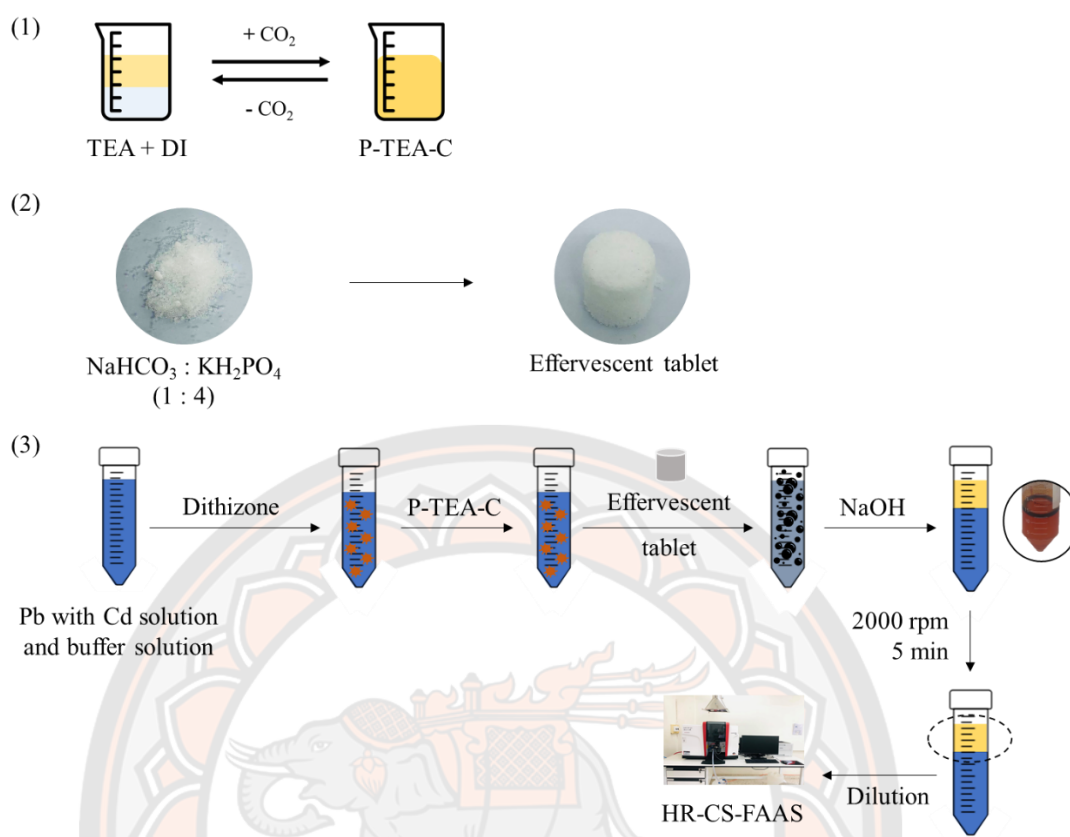 (1)
+ CO₂
- CO₂
TEA + DI
P-TEA-C
(2)
NaHCO₃ : KH₂PO₄
(1 : 4)
Effervescent tablet
(3)
Dithizone
P-TEA-C
Effervescent
tablet
NaOH
Pb with Cd solution
and buffer solution
2000 rpm
5 min
Dilution
HR-CS-FAAS